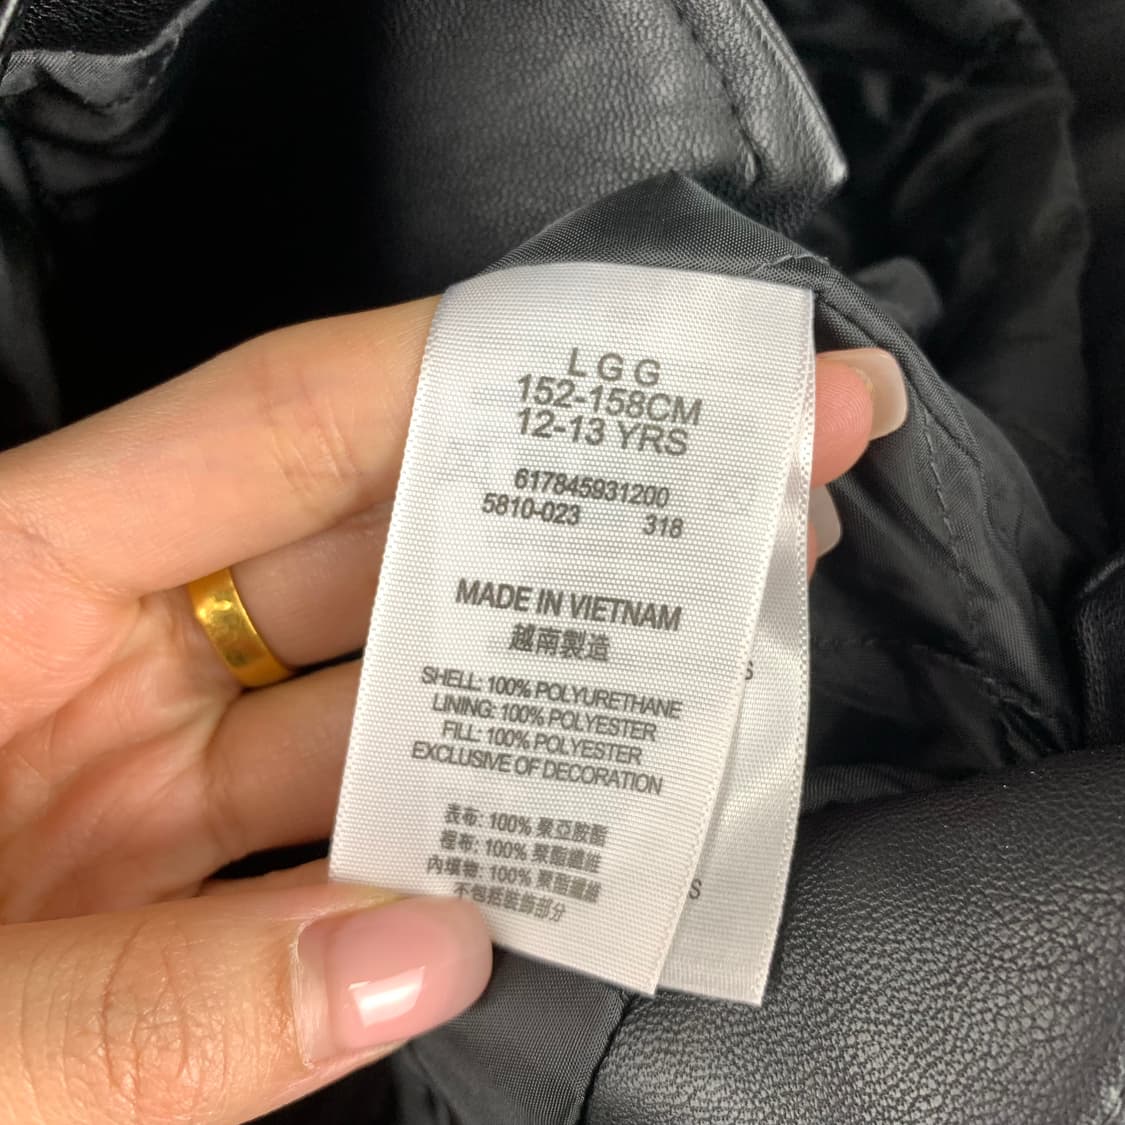 L G G
152-158CM
12-13 YRS
617845931200
5810-023 318
MADE IN VIETNAM
越南製造
SHELL: 100% POLYURETHANE
LINING: 100% POLYESTER
FILL: 100% POLYESTER
EXCLUSIVE OF DECORATION
表布: 100% 聚亞胺酯
裡布: 100% 聚酯纖維
內填物: 100% 聚酯纖維
不包括裝飾部分
S
S